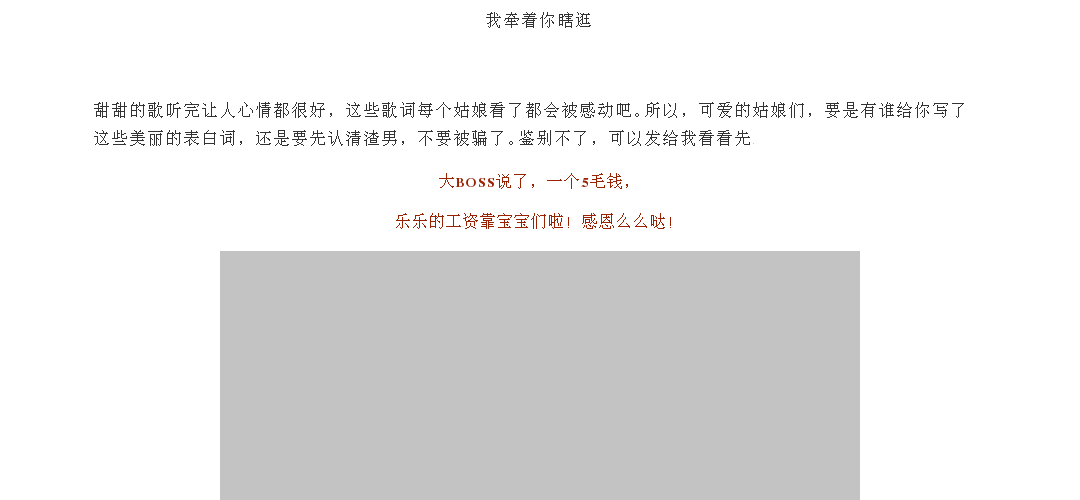 我牵着你瞎逛
甜甜的歌听完让人心情都很好，这些歌词每个姑娘看了都会被感动吧。所以，可爱的姑娘们，要是有谁给你写了
这些美丽的表白词，还是要先认清渣男，不要被骗了。鉴别不了，可以发给我看看先
大BOSS说了，一个5毛钱，
乐乐的工资靠宝宝们啦！感恩么么哒！